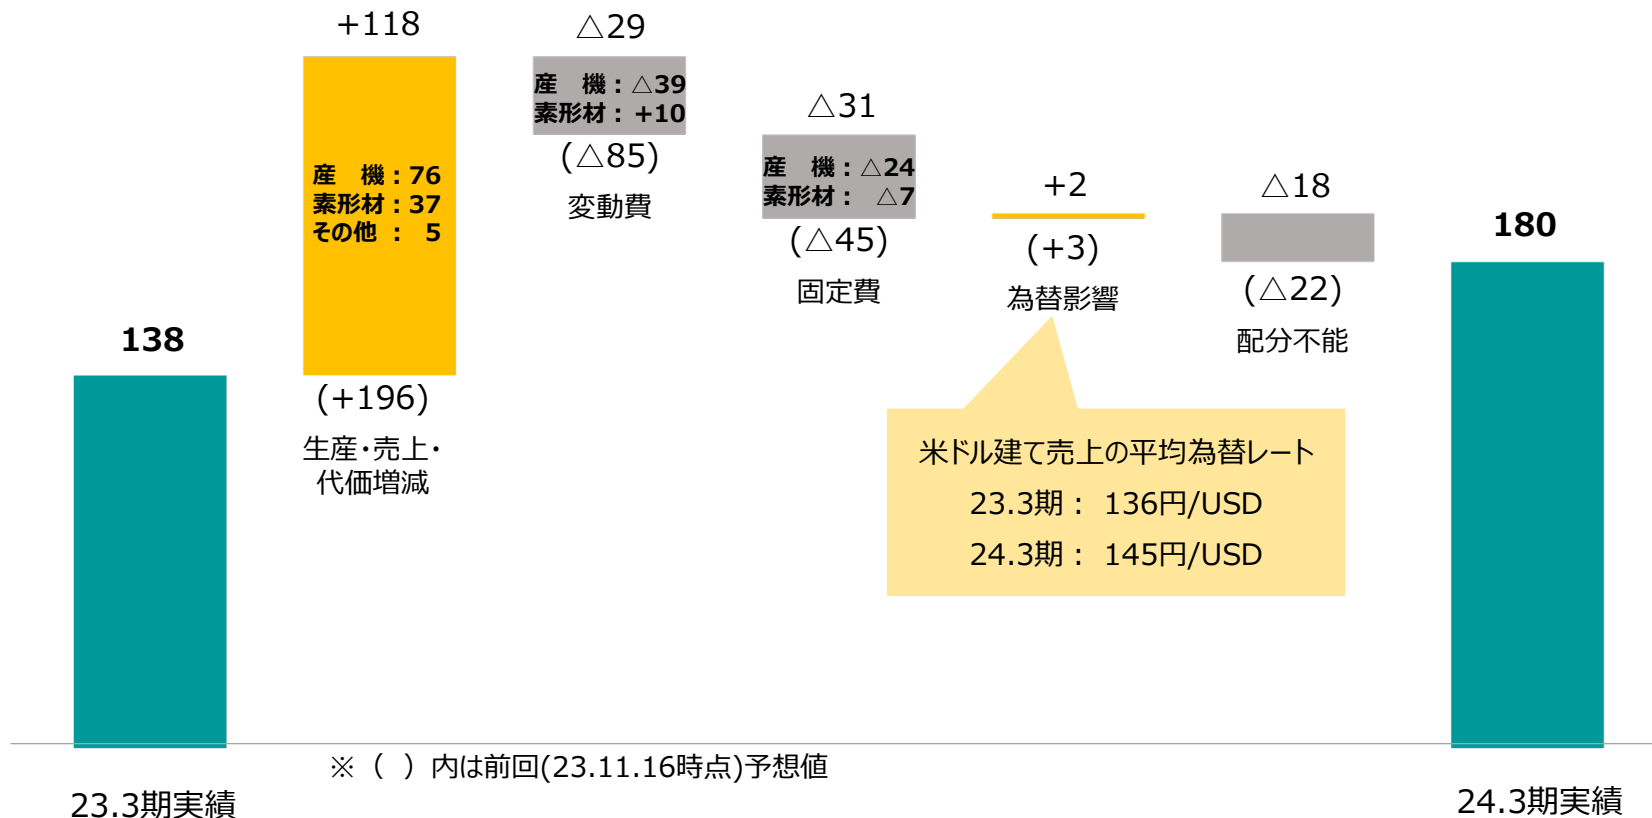 +118
産　機：76
素形材：37
その他 ： 5
(+196)
生産・売上・
代価増減
△29
産　機：△39
素形材：+10
(△85)
変動費
△31
産　機：△24
素形材： △7
(△45)
固定費
+2
(+3)
為替影響
△18
(△22)
配分不能
138
180
米ドル建て売上の平均為替レート
23.3期： 136円/USD
24.3期： 145円/USD
※（ ）内は前回(23.11.16時点)予想値
23.3期実績
24.3期実績